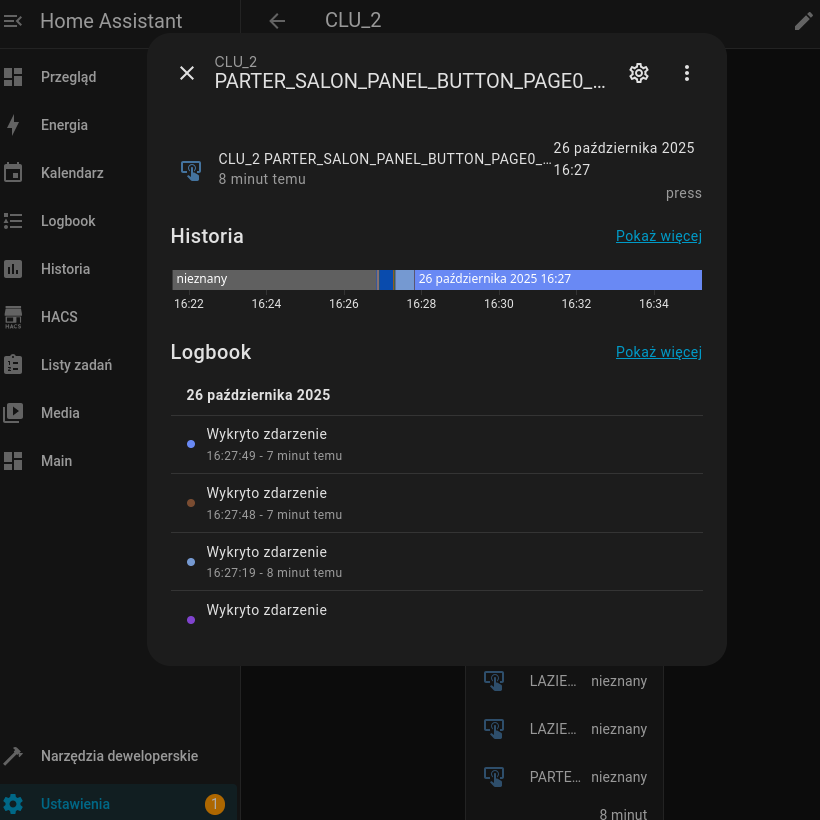 Home Assistant
CLU_2
Przegląd
Energia
Kalendarz
Logbook
Historia
HACS
HACS
Listy zadań
Media
Main
Narzędzia deweloperskie
Ustawienia
1
CLU_2
PARTER_SALON_PANEL_BUTTON_PAGE0_...
CLU_2 PARTER_SALON_PANEL_BUTTON_PAGE0_...
8 minut temu
26 października 2025
16:27
press
Historia
Pokaż więcej
nieznany
26 października 2025 16:27
16:22 16:24 16:26 16:28 16:30 16:32 16:34
Logbook
Pokaż więcej
26 października 2025
Wykryto zdarzenie
16:27:49 - 7 minut temu
Wykryto zdarzenie
16:27:48 - 7 minut temu
Wykryto zdarzenie
16:27:19 - 8 minut temu
Wykryto zdarzenie
LAZIE... nieznany
LAZIE... nieznany
PARTE... nieznany
8 minut